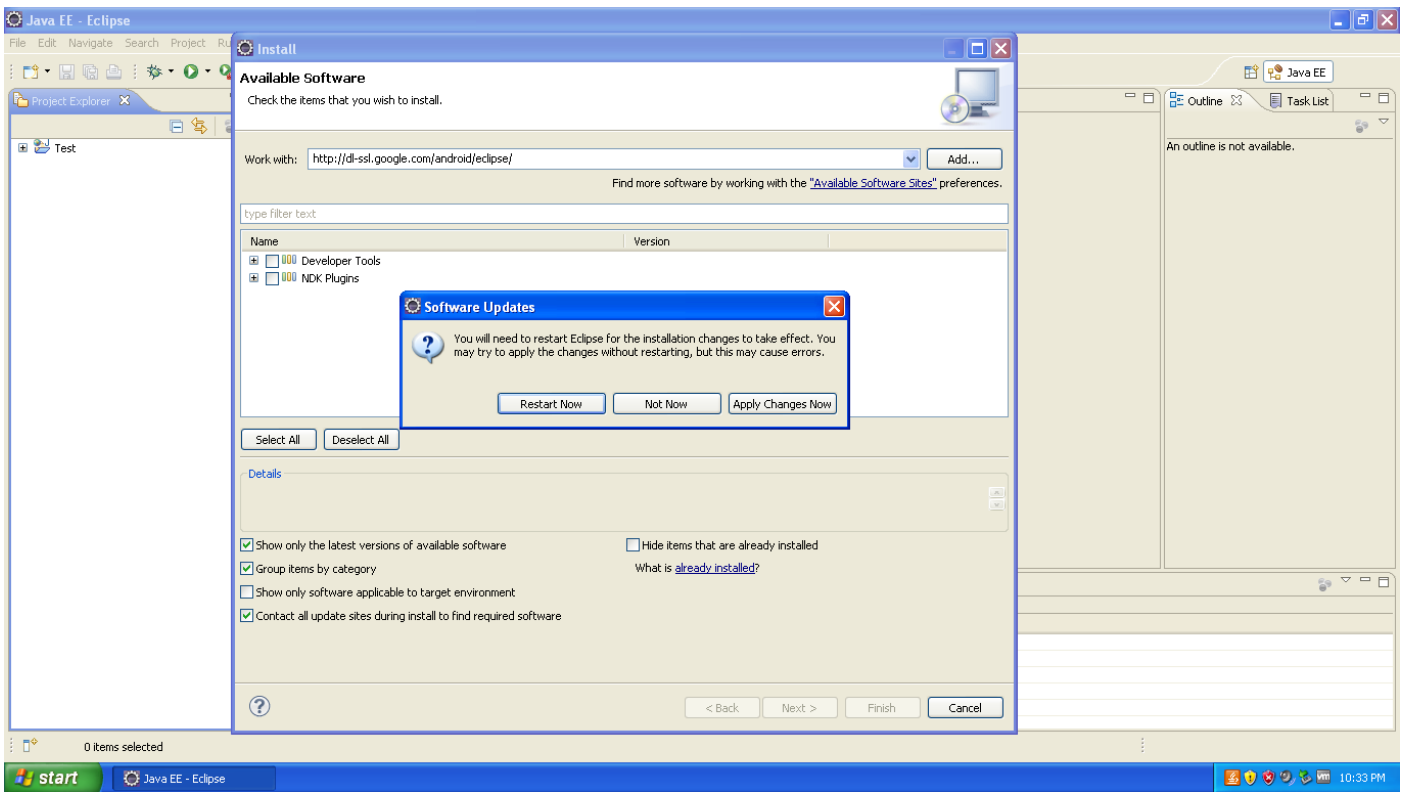 Java EE - Eclipse
File Edit Navigate Search Project Ru
Install
Available Software
Check the items that you wish to install.
Java EE
Project Explorer
Outline
Task List
Test
An outline is not available.
Work with:
http://dl-ssl.google.com/android/eclipse/
Add...
Find more software by working with the "Available Software Sites" preferences.
type filter text
Name
Version
Developer Tools
NDK Plugins
Software Updates
You will need to restart Eclipse for the installation changes to take effect. You
may try to apply the changes without restarting, but this may cause errors.
Restart Now
Not Now
Apply Changes Now
Select All
Deselect All
Details
Show only the latest versions of available software
Hide items that are already installed
Group items by category
What is already installed?
Show only software applicable to target environment
Contact all update sites during install to find required software
< Back
Next >
Finish
Cancel
0 items selected
start
Java EE - Eclipse
10:33 PM